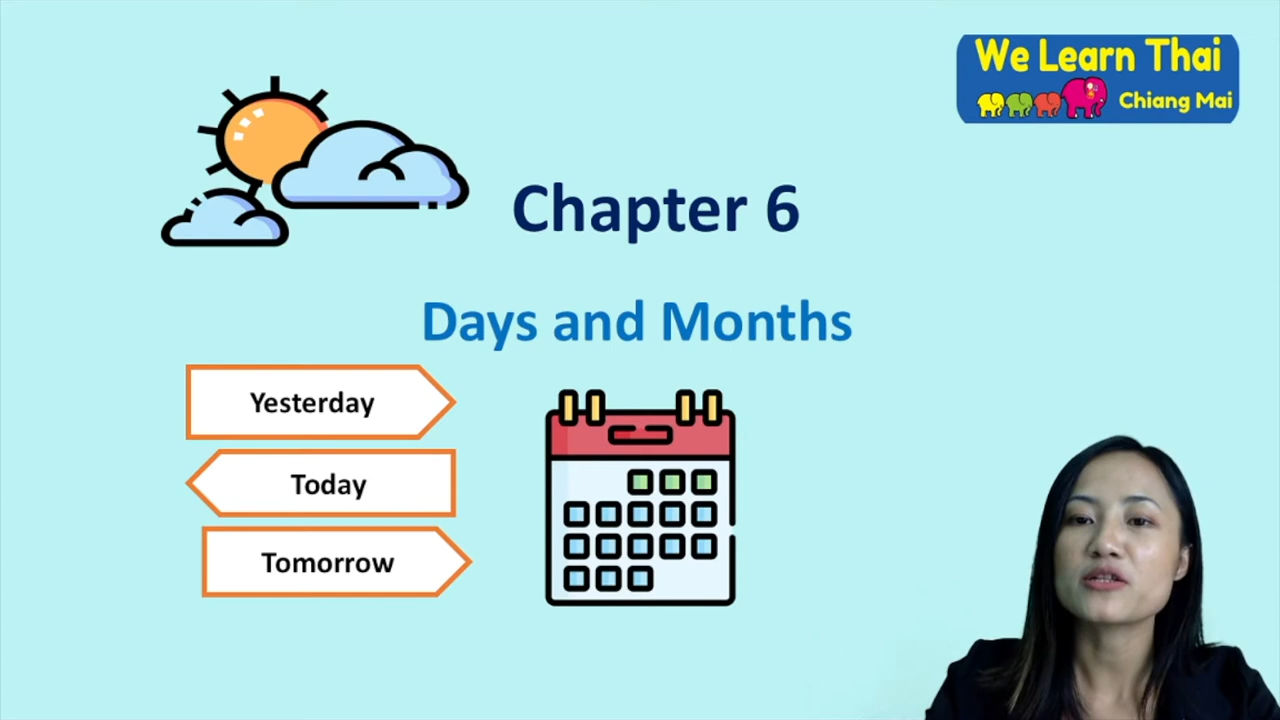 We Learn Thai
Chiang Mai
Chapter 6
Days and Months
Yesterday
Today
Tomorrow